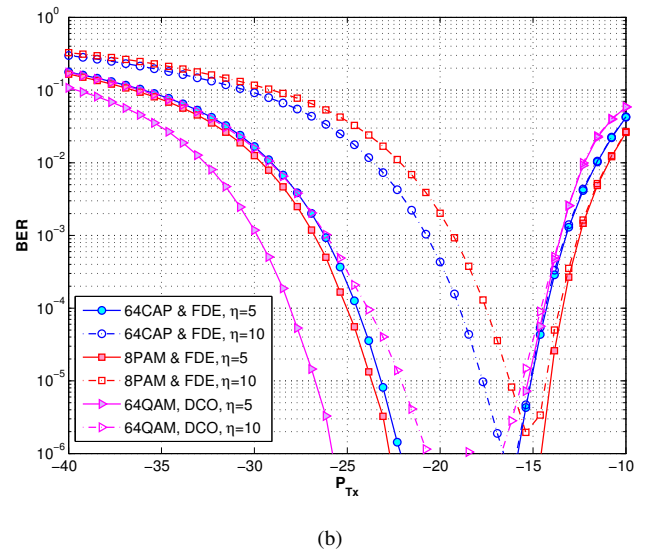 10^0
10^-1
10^-2
10^-3
10^-4
10^-5
10^-6
BER
64CAP & FDE, η=5
64CAP & FDE, η=10
8PAM & FDE, η=5
8PAM & FDE, η=10
64QAM, DCO, η=5
64QAM, DCO, η=10
−40 −35 −30 −25 −20 −15 −10
P_Tx
(b)